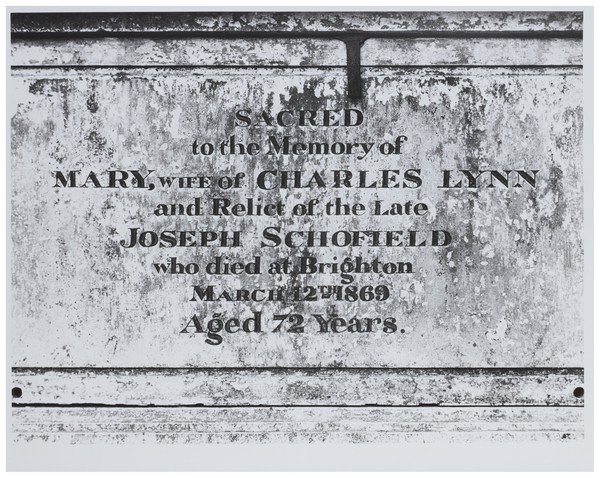 SACRED
to the Memory of
MARY, WIFE of CHARLES LYNN
and Relict of the Late
JOSEPH SCHOFIELD
who died at Brighton
MARCH 12TH 1869
Aged 72 Years.